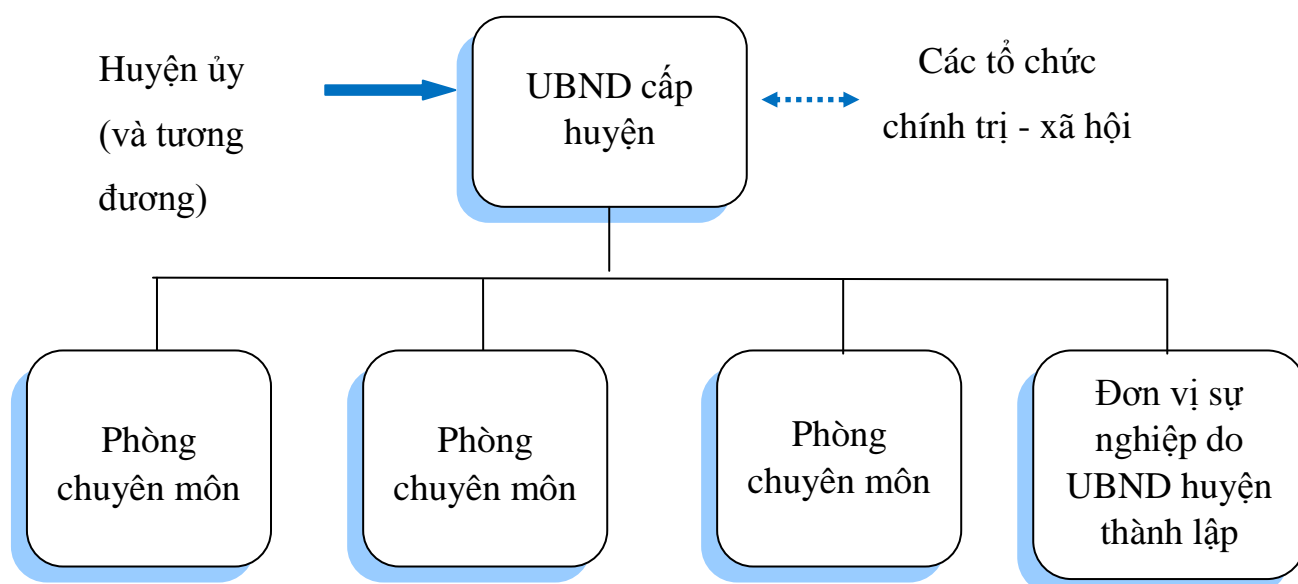 Huyện ủy
(và tương
đương)
UBND cấp
huyện
Các tổ chức
chính trị - xã hội
Phòng
chuyên môn
Phòng
chuyên môn
Phòng
chuyên môn
Đơn vị sự
nghiệp do
UBND huyện
thành lập